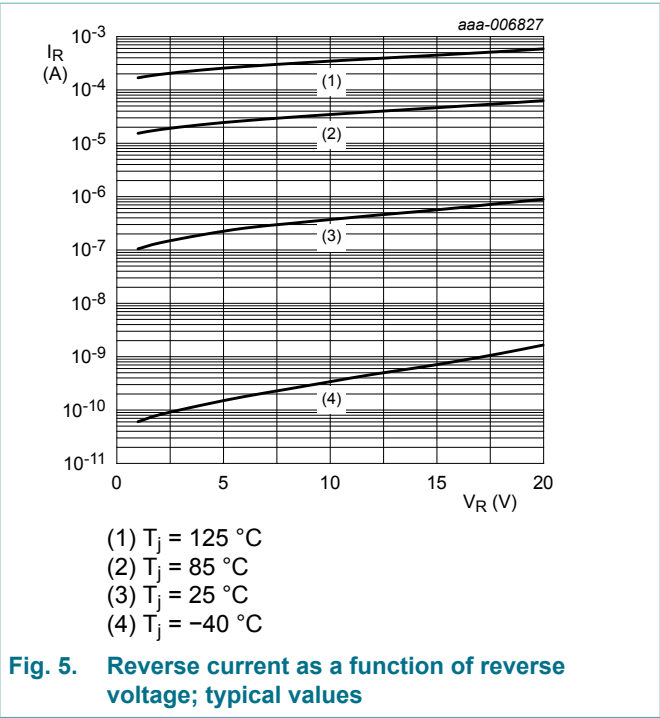 aaa-006827
I_R
(A)
10^-3
10^-4
10^-5
10^-6
10^-7
10^-8
10^-9
10^-10
10^-11
(1)
(2)
(3)
(4)
0 5 10 15 20
V_R (V)
(1) T_j = 125 °C
(2) T_j = 85 °C
(3) T_j = 25 °C
(4) T_j = −40 °C
Fig. 5. Reverse current as a function of reverse
voltage; typical values